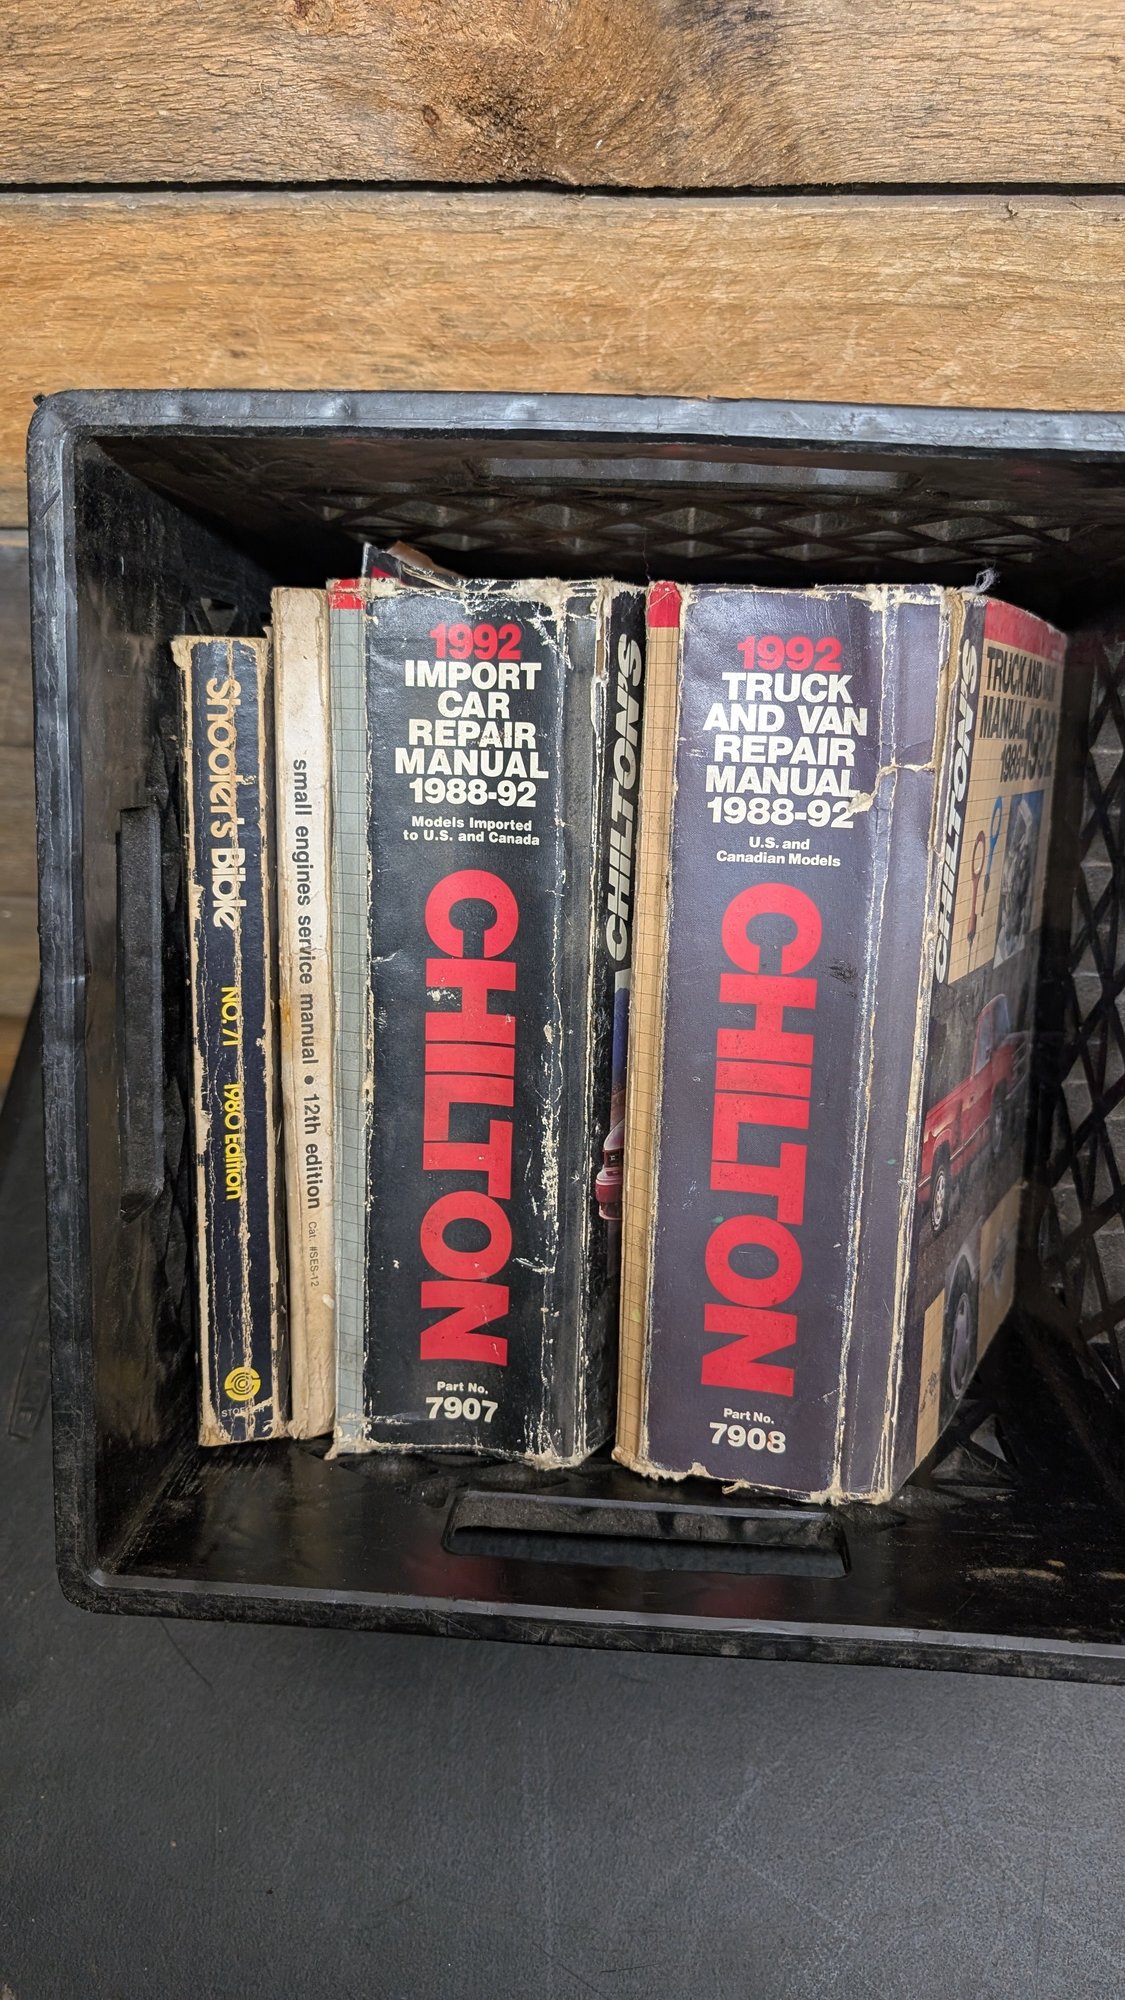 Shooter's Bible NO. 71 1980 Edition
small engines service manual • 12th edition Cat. #SES-12
1992
IMPORT
CAR
REPAIR
MANUAL
1988-92
Models Imported
to U.S. and Canada
CHILTON
Part No.
7907
CHILTON'S
1992
TRUCK
AND VAN
REPAIR
MANUAL
1988-92
U.S. and
Canadian Models
CHILTON
Part No.
7908
CHILTON'S
TRUCK AND
MANUAL